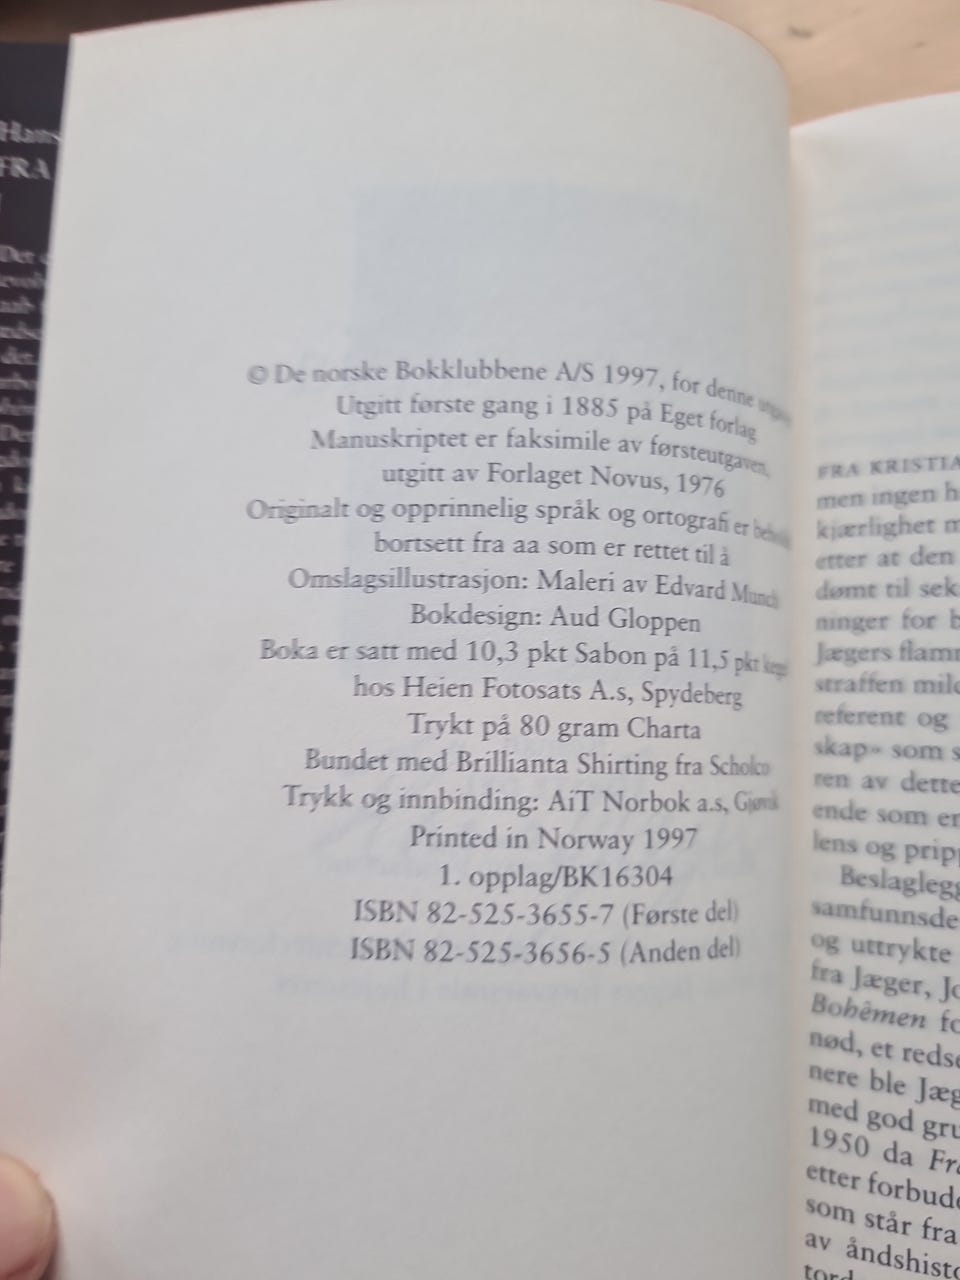 Hans
FRA
Det
© De norske Bokklubbene A/S 1997, for denne
Utgitt første gang i 1885 på Eget forlag
Manuskriptet er faksimile av førsteutgaven,
utgitt av Forlaget Novus, 1976
Originalt og opprinnelig språk og ortografi er
bortsett fra aa som er rettet til å
Omslagsillustrasjon: Maleri av Edvard Munch
Bokdesign: Aud Gloppen
Boka er satt med 10,3 pkt Sabon på 11,5 pkt
hos Heien Fotosats A.s, Spydeberg
Trykt på 80 gram Charta
Bundet med Brillianta Shirting fra Scholco
Trykk og innbinding: AiT Norbok a.s, Gjøvik
Printed in Norway 1997
1. opplag/BK16304
ISBN 82-525-3655-7 (Første del)
ISBN 82-525-3656-5 (Anden del)
FRA KRISTIA
men ingen h
kjærlighet m
etter at den
dømt til sek
ninger for b
Jægers flamm
straffen mild
referent og
skap» som s
ren av dette
ende som er
lens og pripp
Beslaglegg
samfunnsde
og uttrykte
fra Jæger, Jo
Bohêmen fo
nød, et redse
nere ble Jæg
med god gru
1950 da Fra
etter forbude
som står fra
av åndshisto
tord